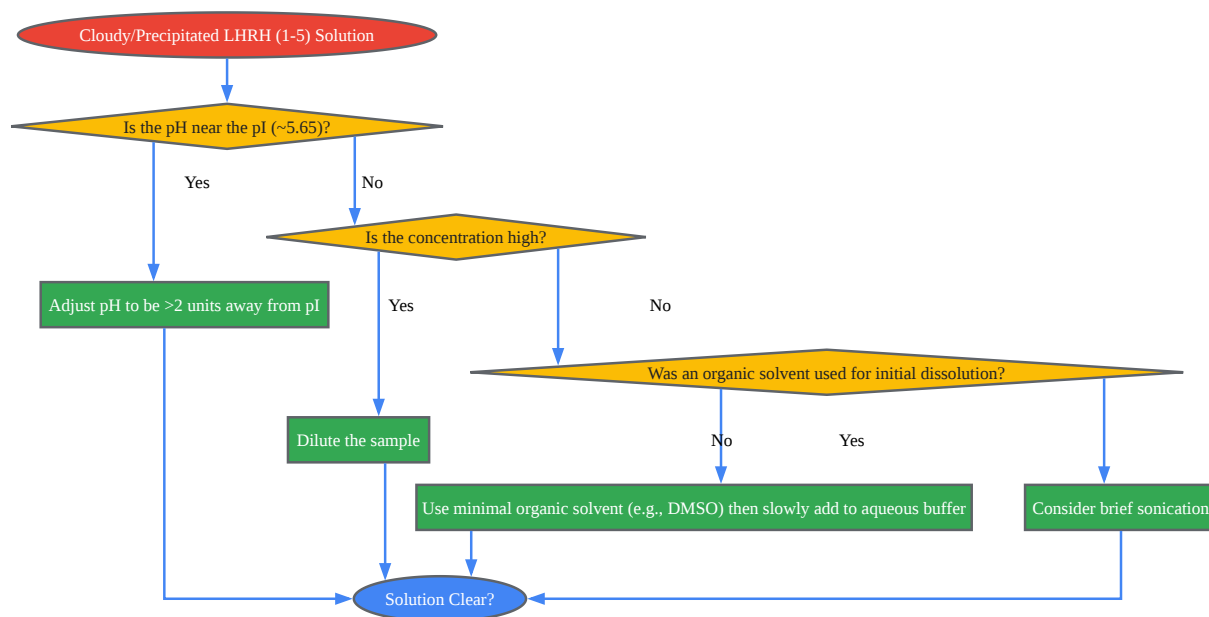 Cloudy/Precipitated LHRH (1-5) Solution
Is the pH near the pI (~5.65)?
Yes
No
Is the concentration high?
Adjust pH to be >2 units away from pI
Yes
No
Was an organic solvent used for initial dissolution?
Dilute the sample
No
Yes
Use minimal organic solvent (e.g., DMSO) then slowly add to aqueous buffer
Consider brief sonication
Solution Clear?